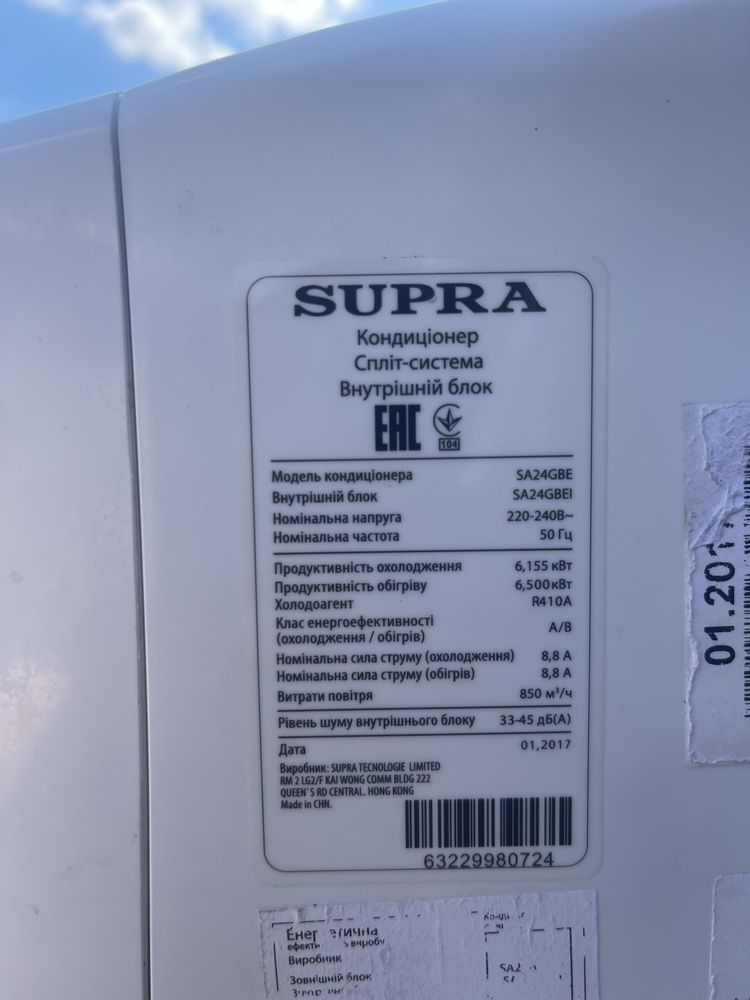 SUPRA
Кондиціонер
Спліт-система
Внутрішній блок
EAC
104
Модель кондиціонера SA24GBE
Внутрішній блок SA24GBEI
Номінальна напруга 220-240В~
Номінальна частота 50 Гц
Продуктивність охолодження 6,155 кВт
Продуктивність обігріву 6,500кВт
Холодоагент R410A
Клас енергоефективності
(охолодження / обігрів) A/B
Номінальна сила струму (охолодження) 8,8 А
Номінальна сила струму (обігрів) 8,8 А
Витрати повітря 850 м³/ч
Рівень шуму внутрішнього блоку 33-45 дБ(А)
Дата 01,2017
Виробник: SUPRA TECNOLOGIE LIMITED
RM 2 LG2/F KAI WONG COMM BLDG 222
QUEEN'S RD CENTRAL. HONG KONG
Made in CHN.
63229980724
01.201
Виробник
Зовнішній блок